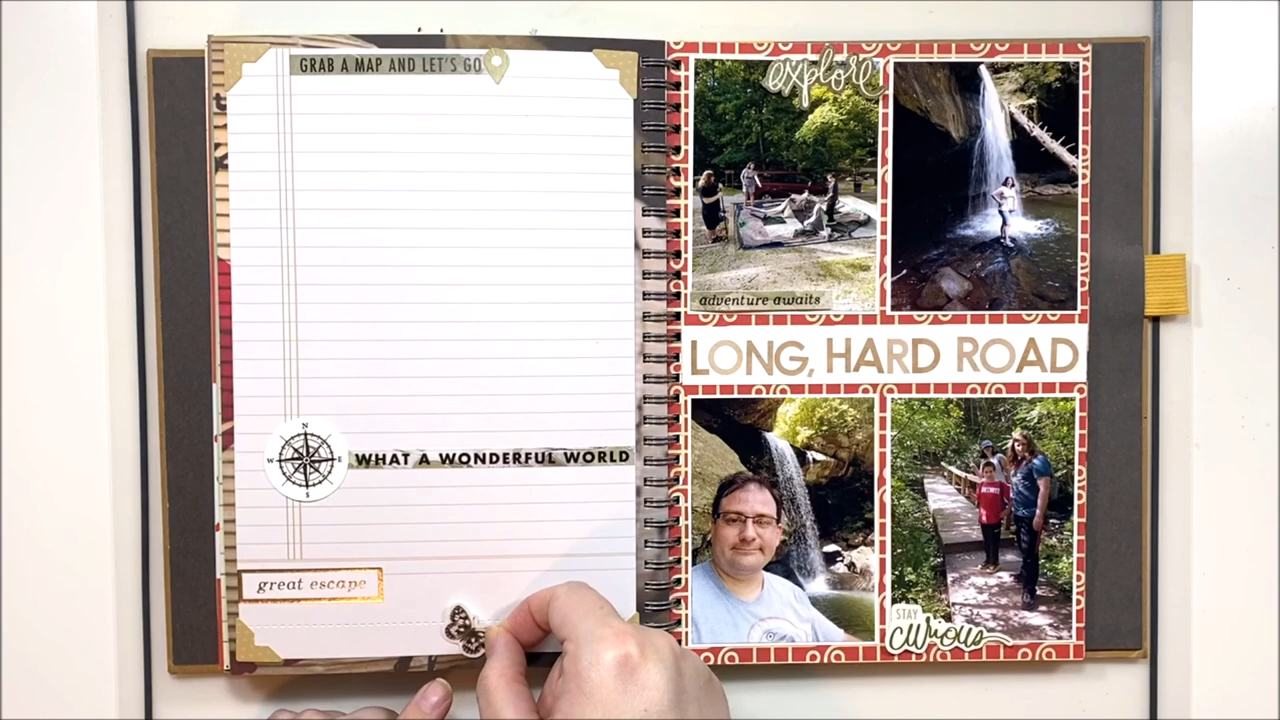 GRAB A MAP AND LET'S GO
N
W E
S
WHAT A WONDERFUL WORLD
great escape
explore
adventure awaits
LONG, HARD ROAD
STAY
curious